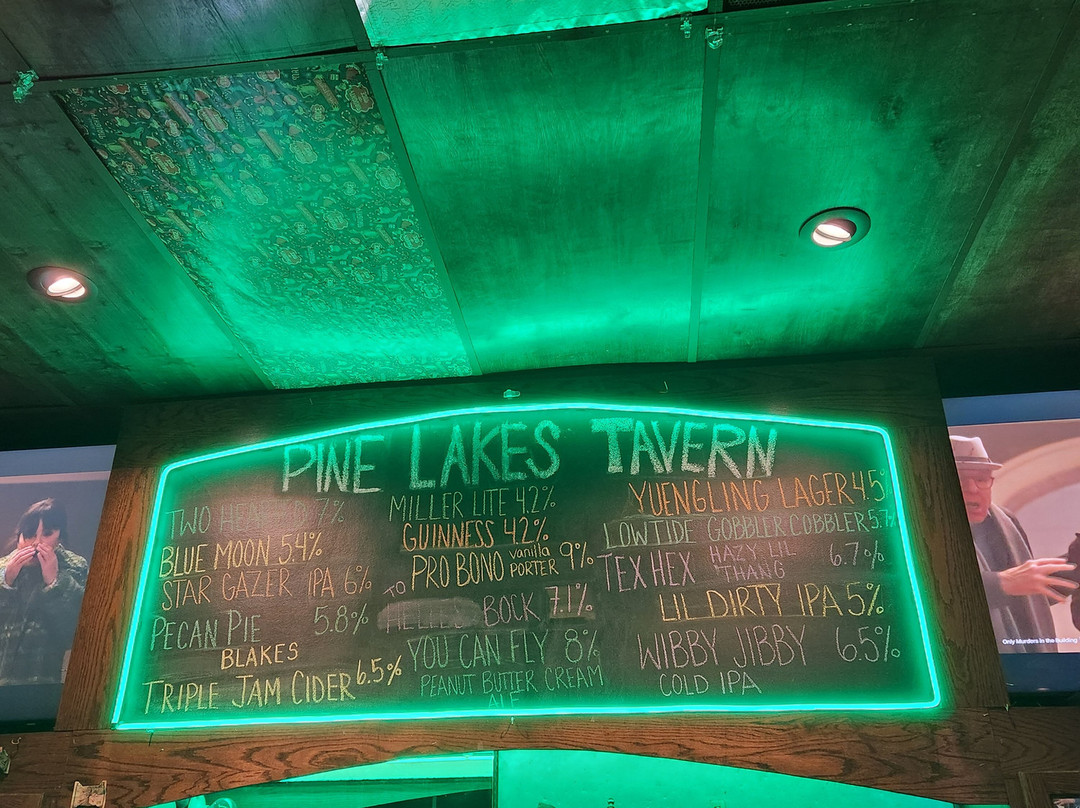 PINE LAKES TAVERN
TWO HEARTED 7%
BLUE MOON 5.4%
STAR GAZER IPA 6%
PECAN PIE 5.8%
BLAKES
TRIPLE JAM CIDER 6.5%
MILLER LITE 4.2%
GUINNESS 4.2%
PRO BONO vanilla PORTER 9%
TO HELLES BOCK 7.1%
YOU CAN FLY 8%
PEANUT BUTTER CREAM
ALE
YUENGLING LAGER 4.5
LOWTIDE GOBBLER COBBLER 5.7%
TEX HEX HAZY LIL 'THANG 6.7%
LIL DIRTY IPA 5%
WIBBY JIBBY 6.5%
COLD IPA
Only Murders in the Building